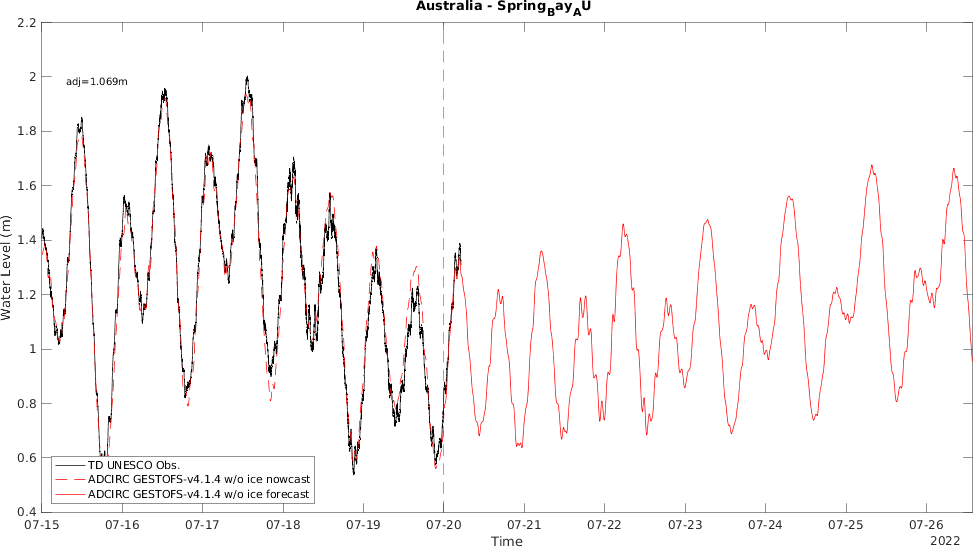 Australia - SpringBayAU
2.2
2
adj=1.069m
1.8
1.6
1.4
1.2
1
0.8
0.6
0.4
Water Level (m)
TD UNESCO Obs.
ADCIRC GESTOFS-v4.1.4 w/o ice nowcast
ADCIRC GESTOFS-v4.1.4 w/o ice forecast
07-15 07-16 07-17 07-18 07-19 07-20 07-21 07-22 07-23 07-24 07-25 07-26
Time
2022